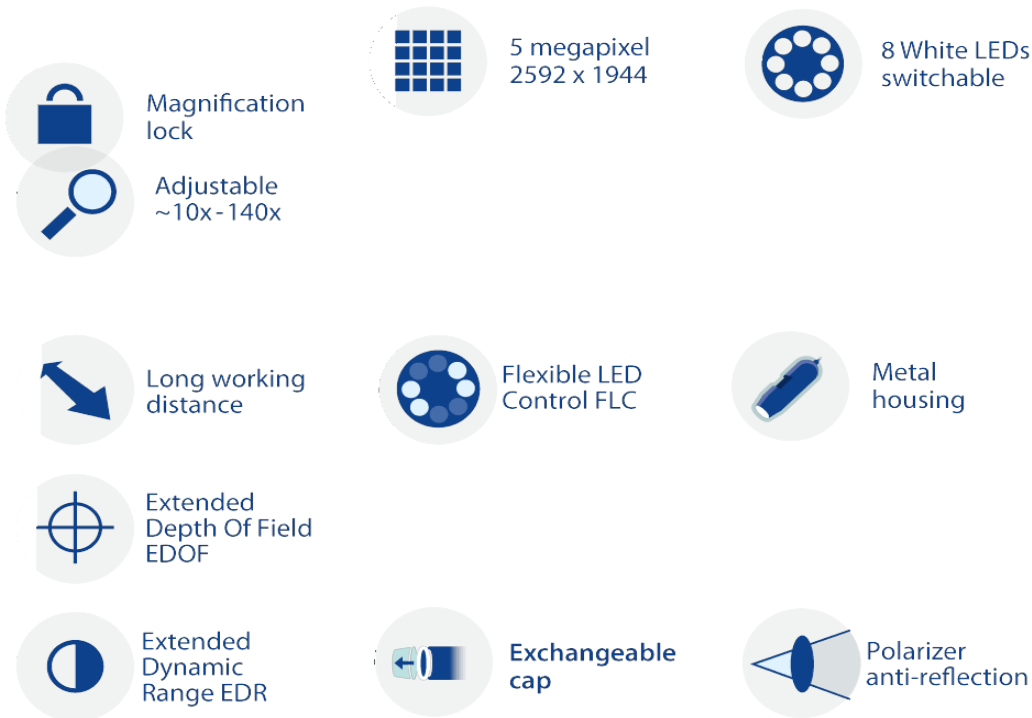 5 megapixel
2592 x 1944
8 White LEDs
switchable
Magnification
lock
Adjustable
~10x-140x
Long working
distance
Flexible LED
Control FLC
Metal
housing
Extended
Depth Of Field
EDOF
Extended
Dynamic
Range EDR
Exchangeable
cap
Polarizer
anti-reflection